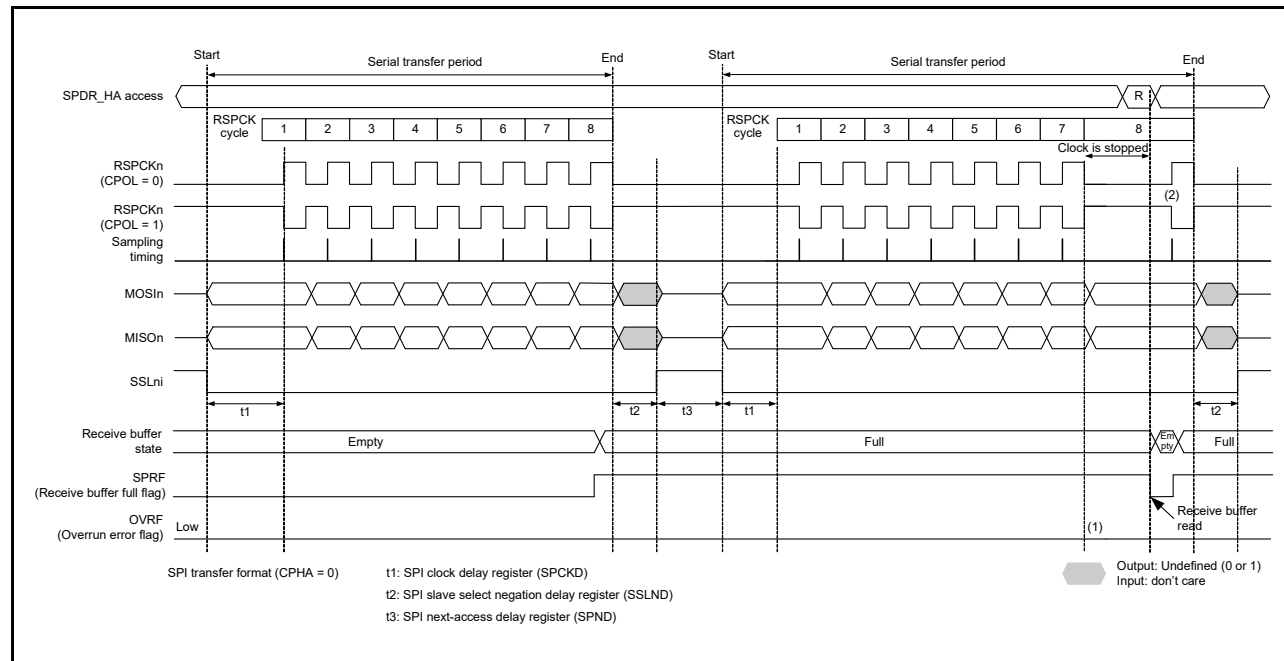 Start
Serial transfer period
End
Start
Serial transfer period
End
SPDR_HA access
R
RSPCK
cycle
1 2 3 4 5 6 7 8
RSPCK
cycle
1 2 3 4 5 6 7 8
Clock is stopped
RSPCKn
(CPOL = 0)
(2)
RSPCKn
(CPOL = 1)
Sampling
timing
MOSIn
MISOn
SSLni
t1
t2
t3
t1
t2
Receive buffer
state
Empty
Full
Em
pty
Full
SPRF
(Receive buffer full flag)
Receive buffer
read
OVRF
(Overrun error flag)
Low
(1)
SPI transfer format (CPHA = 0)
t1: SPI clock delay register (SPCKD)
t2: SPI slave select negation delay register (SSLND)
t3: SPI next-access delay register (SPND)
Output: Undefined (0 or 1)
Input: don't care